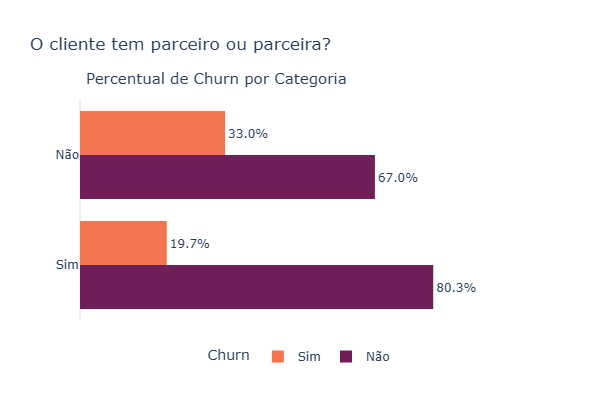 O cliente tem parceiro ou parceira?
Percentual de Churn por Categoria
33.0%
Não
67.0%
19.7%
Sim
80.3%
Churn Sim Não